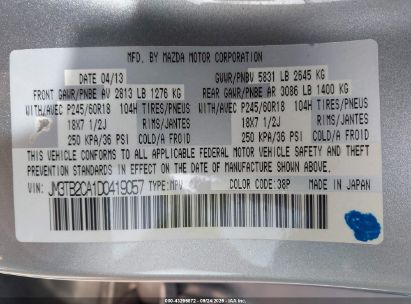 MFD. BY MAZDA MOTOR CORPORATION
DATE 04/13 GVWR/PNBV 5831 LB 2645 KG
FRONT GAWR/PNBE AV 2813 LB 1276 KG REAR GAWR/PNBE AR 3086 LB 1400 KG
WITH/AVEC P245/60R18 104H TIRES/PNEUS WITH/AVEC P245/60R18 104H TIRES/PNEUS
18X7 1/2J RIMS/JANTES 18X7 1/2J RIMS/JANTES
250 KPA/36 PSI COLD/A FROID 250 KPA/36 PSI COLD/A FROID
THIS VEHICLE CONFORMS TO ALL APPLICABLE FEDERAL MOTOR VEHICLE SAFETY AND THEFT
PREVENTION STANDARDS IN EFFECT ON THE DATE OF MANUFACTURE SHOWN ABOVE.
VIN: JM3TB2CA1D0419057 TYPE:MPV COLOR CODE:38P MADE IN JAPAN